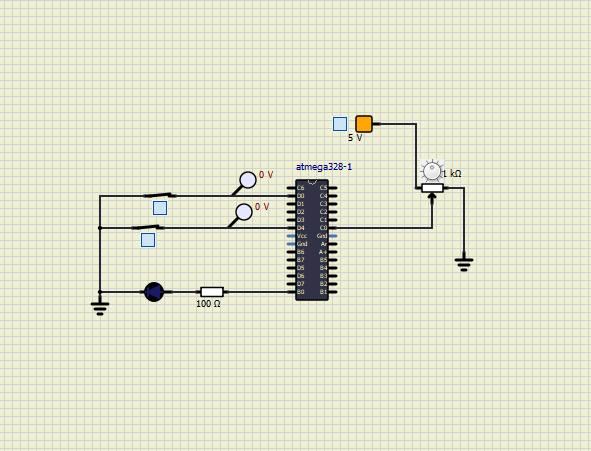 5 V
atmega328-1
0 V
1 kΩ
0 V
C6 C5
D0 C4
D1 C3
D2 C2
D3 C1
D4 C0
Vcc Gnd
Gnd Ar
B6
B7 B5
D5 B4
D6 B3
D7 B2
B0 B1
100 Ω